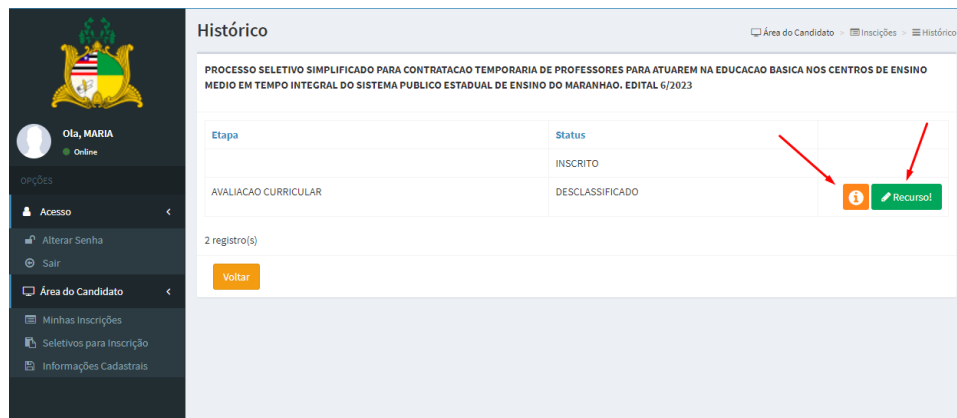 Histórico
Área do Candidato > Inscições > Histórico
PROCESSO SELETIVO SIMPLIFICADO PARA CONTRATACAO TEMPORARIA DE PROFESSORES PARA ATUAREM NA EDUCACAO BASICA NOS CENTROS DE ENSINO
MEDIO EM TEMPO INTEGRAL DO SISTEMA PUBLICO ESTADUAL DE ENSINO DO MARANHAO. EDITAL 6/2023
Ola, MARIA
Online
OPÇÕES
Acesso
Alterar Senha
Sair
Área do Candidato
Minhas Inscrições
Seletivos para Inscrição
Informações Cadastrais
Etapa Status
INSCRITO
AVALIACAO CURRICULAR DESCLASSIFICADO Recurso!
2 registro(s)
Voltar